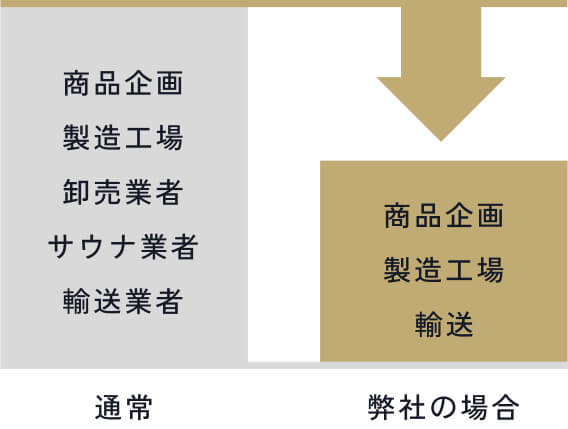 商品企画
製造工場
卸売業者
サウナ業者
輸送業者
通常
商品企画
製造工場
輸送
弊社の場合